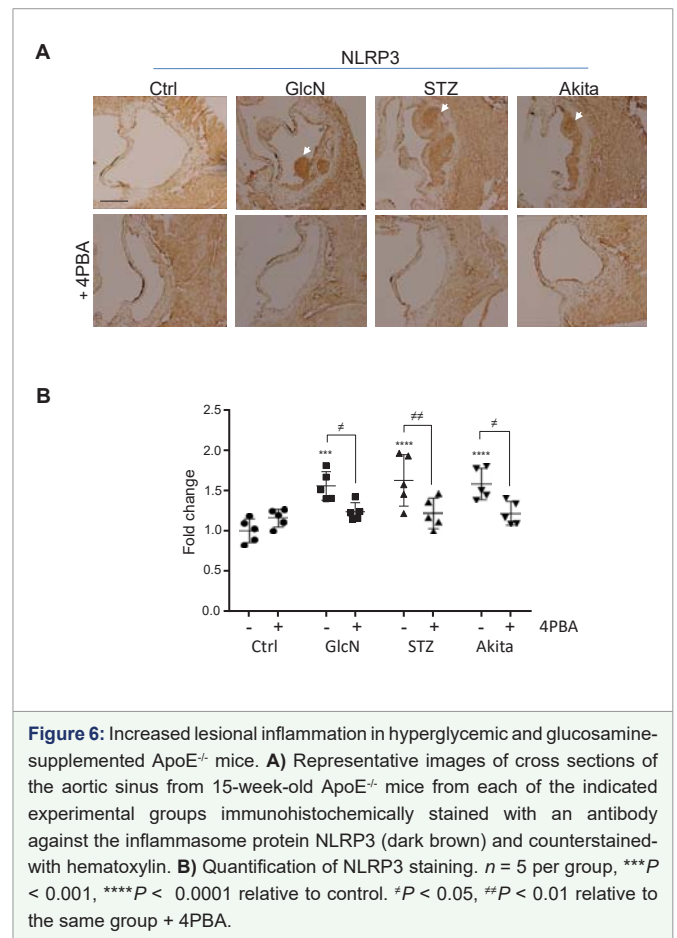 A
NLRP3
Ctrl GlcN STZ Akita
+ 4PBA
B
Fold change
2.5
2.0
1.5
1.0
0.5
0.0
*** ≠ **** ≠≠ **** ≠
- + - + - + - + 4PBA
Ctrl GlcN STZ Akita
Figure 6: Increased lesional inflammation in hyperglycemic and glucosamine-
supplemented ApoE-/- mice. A) Representative images of cross sections of
the aortic sinus from 15-week-old ApoE-/- mice from each of the indicated
experimental groups immunohistochemically stained with an antibody
against the inflammasome protein NLRP3 (dark brown) and counterstained-
with hematoxylin. B) Quantification of NLRP3 staining. n = 5 per group, ***P
< 0.001, ****P < 0.0001 relative to control. ≠P < 0.05, ≠≠P < 0.01 relative to
the same group + 4PBA.